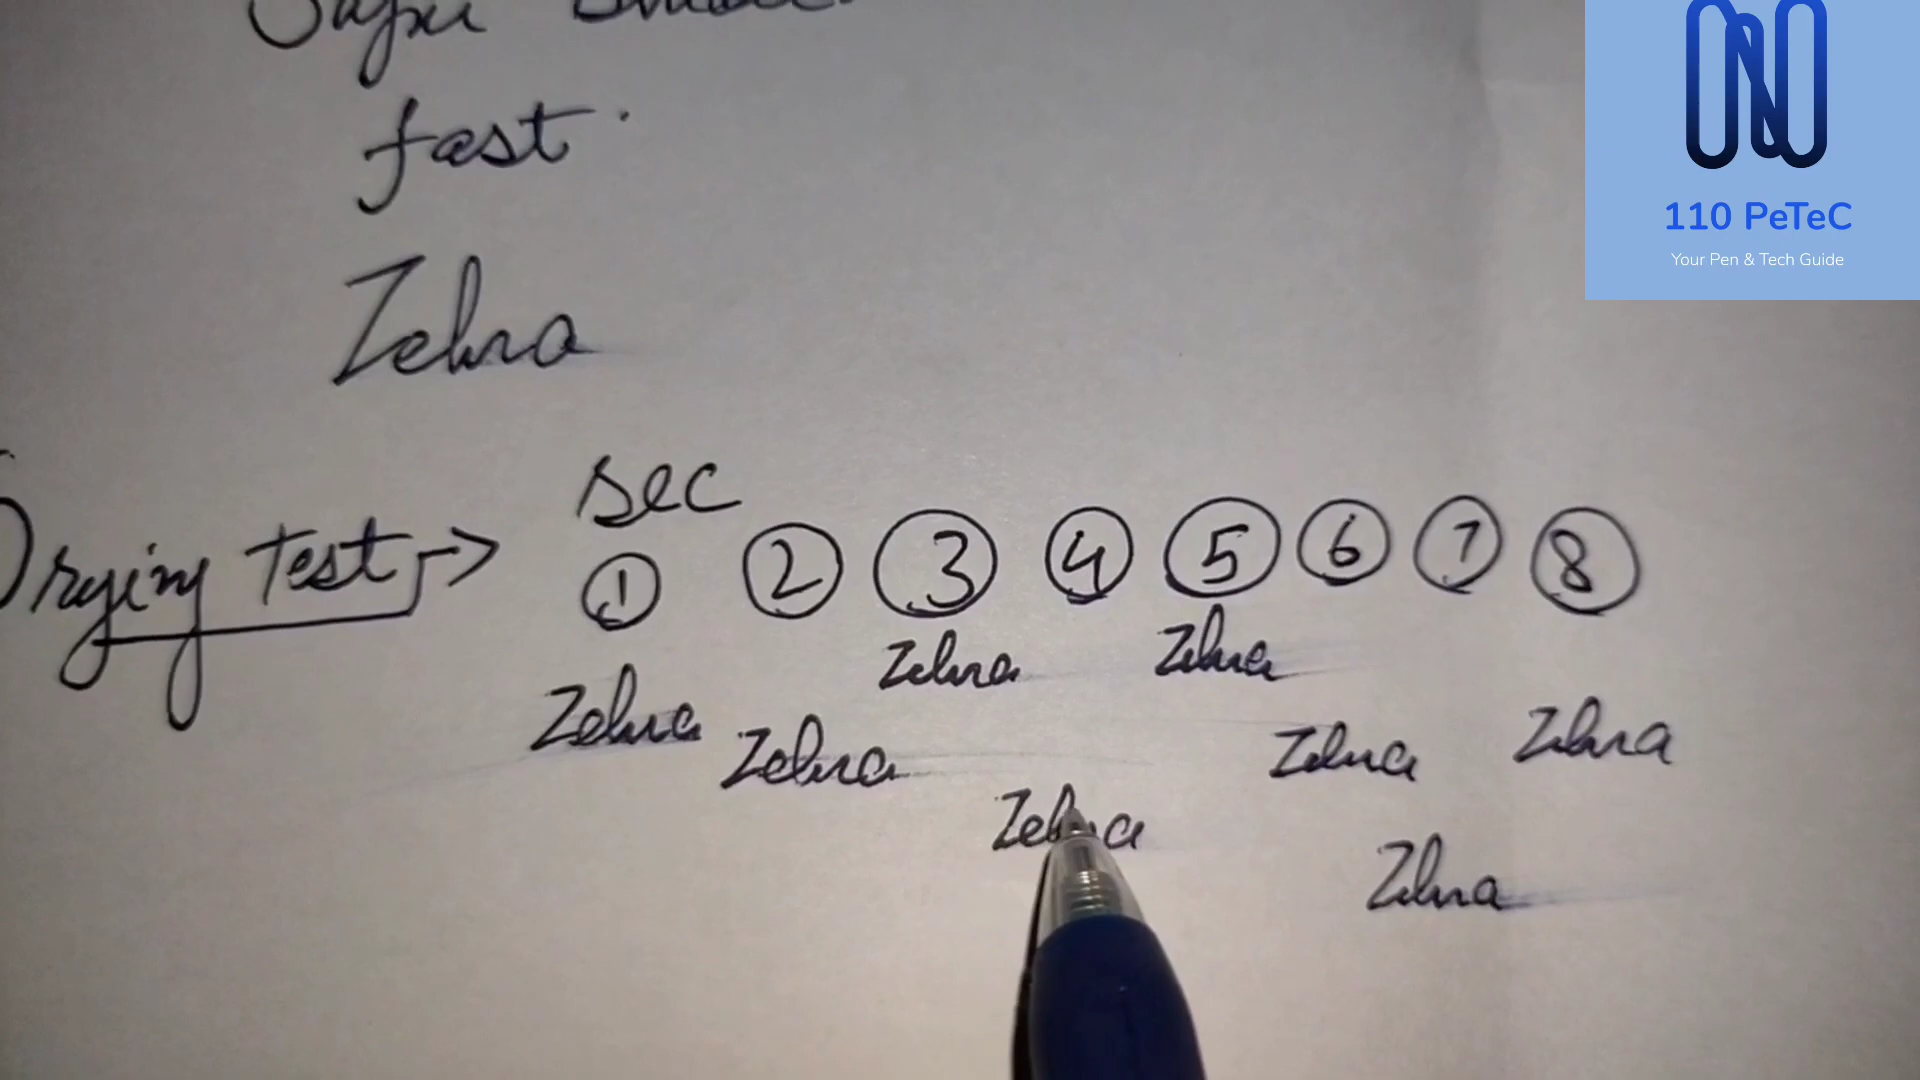 Super
fast.
Zebra
Drying Test →
sec
1 2 3 4 5 6 7 8
Zebra Zebra
Zebra Zebra Zebra Zebra
Zebra Zebra
110 PeTeC
Your Pen & Tech Guide